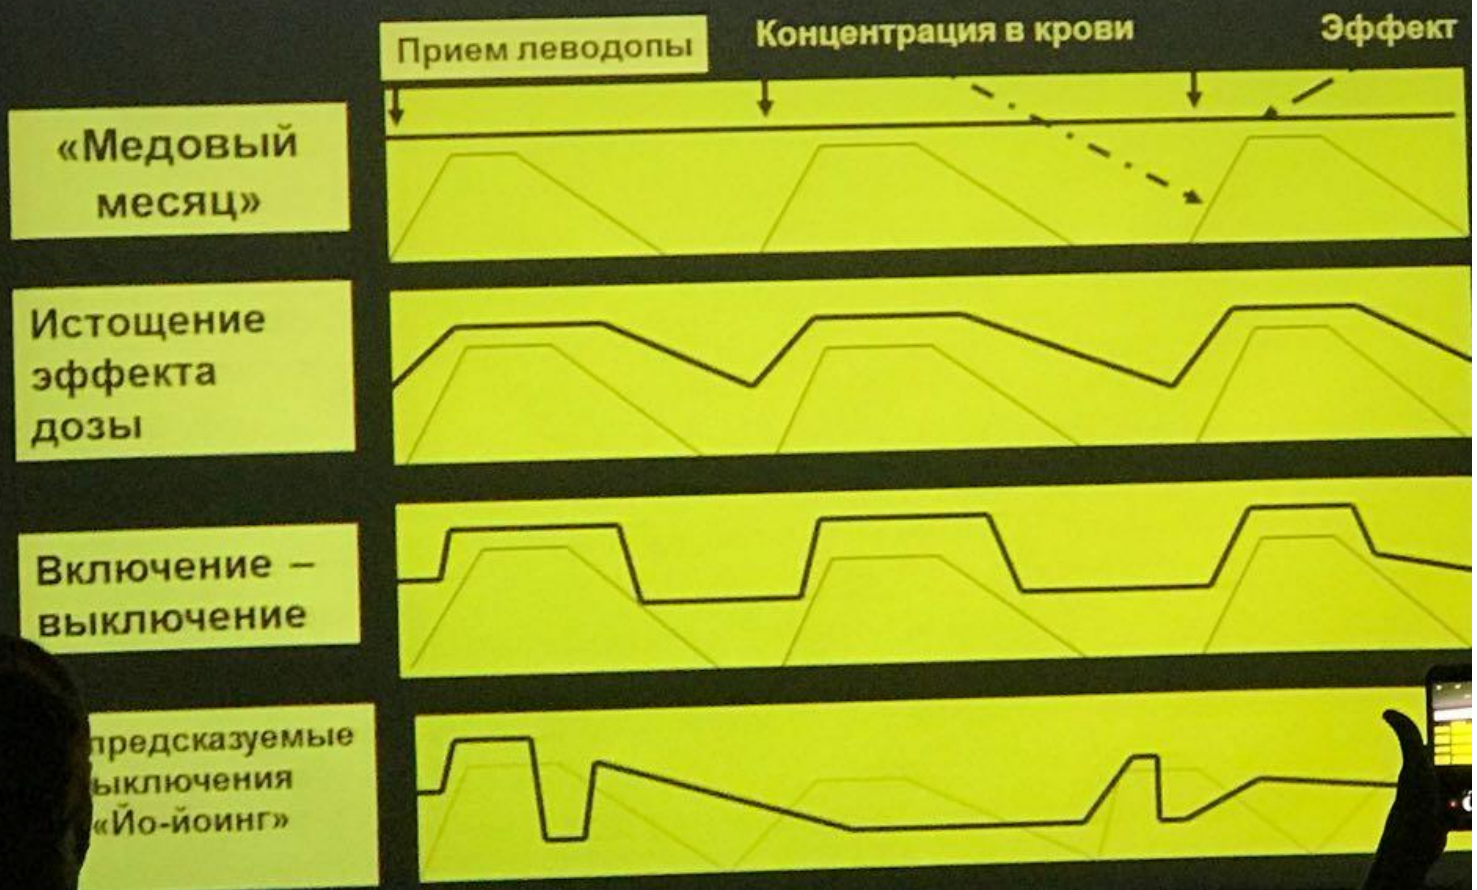 Прием леводопы
Концентрация в крови
Эффект
«Медовый
месяц»
Истощение
эффекта
дозы
Включение –
выключение
предсказуемые
ыключения
«Йо-йоинг»